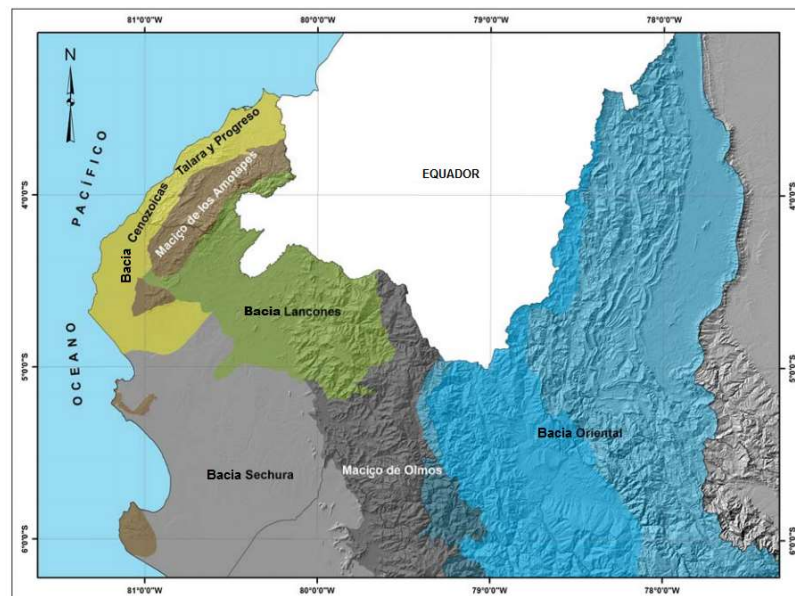 81°0'0"W
80°0'0"W
79°0'0"W
78°0'0"W
N
PACÍFICO
OCEANO
4°0'0"S
5°0'0"S
6°0'0"S
Bacia Cenozoicas Talara y Progreso
Maciço de los Amotapes
EQUADOR
Bacia Lancones
Bacia Sechura
Maciço de Olmos
Bacia Oriental
4°0'0"S
5°0'0"S
6°0'0"S
81°0'0"W
80°0'0"W
79°0'0"W
78°0'0"W